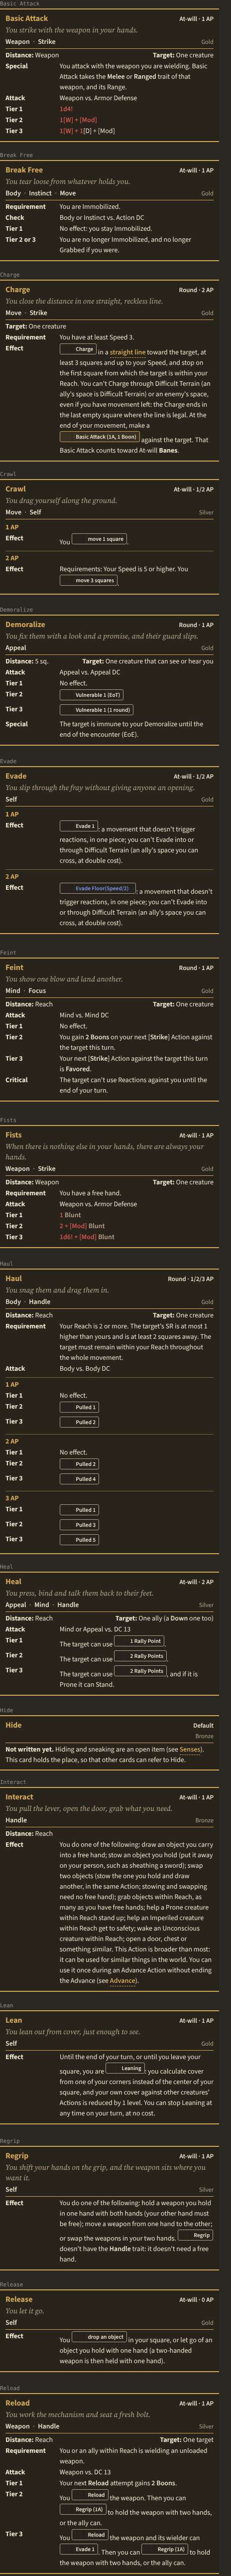 Basic Attack
Basic Attack At-will · 1 AP
You strike with the weapon in your hands.
Weapon · Strike Gold
Distance: Weapon Target: One creature
Special You attack with the weapon you are wielding. Basic
Attack takes the Melee or Ranged trait of that
weapon, and its Range.
Attack Weapon vs. Armor Defense
Tier 1 1d4!
Tier 2 1[W] + [Mod]
Tier 3 1[W] + 1[D] + [Mod]
Break Free
Break Free At-will · 1 AP
You tear loose from whatever holds you.
Body · Instinct · Move Gold
Requirement You are Immobilized.
Check Body or Instinct vs. Action DC
Tier 1 No effect: you stay Immobilized.
Tier 2 or 3 You are no longer Immobilized, and no longer
Grabbed if you were.
Charge
Charge Round · 2 AP
You close the distance in one straight, reckless line.
Move · Strike Gold
Target: One creature
Requirement You have at least Speed 3.
Effect Charge in a straight line toward the target, at
least 3 squares and up to your Speed, and stop on
the first square from which the target is within your
Reach. You can't Charge through Difficult Terrain (an
ally's space is Difficult Terrain) or an enemy's space,
even if you have movement left: the Charge ends in
the last empty square where the line is legal. At the
end of your movement, make a
Basic Attack (1A, 1 Boon) against the target. That
Basic Attack counts toward At-will Banes.
Crawl
Crawl At-will · 1/2 AP
You drag yourself along the ground.
Move · Self Silver
1 AP
Effect You move 1 square
2 AP
Effect Requirements: Your Speed is 5 or higher. You
move 3 squares
Demoralize
Demoralize Round · 1 AP
You fix them with a look and a promise, and their guard slips.
Appeal Gold
Distance: 5 sq. Target: One creature that can see or hear you
Attack Appeal vs. Appeal DC
Tier 1 No effect.
Tier 2 Vulnerable 1 (EoT)
Tier 3 Vulnerable 1 (1 round)
Special The target is immune to your Demoralize until the
end of the encounter (EoE).
Evade
Evade At-will · 1/2 AP
You slip through the fray without giving anyone an opening.
Self Gold
1 AP
Effect Evade 1 : a movement that doesn't trigger
reactions, in one piece; you can't Evade into or
through Difficult Terrain (an ally's space you can
cross, at double cost).
2 AP
Effect Evade Floor(Speed/2) : a movement that doesn't
trigger reactions, in one piece; you can't Evade into
or through Difficult Terrain (an ally's space you can
cross, at double cost).
Feint
Feint Round · 1 AP
You show one blow and land another.
Mind · Focus Gold
Distance: Reach Target: One creature
Attack Mind vs. Mind DC
Tier 1 No effect.
Tier 2 You gain 2 Boons on your next [Strike] Action against
the target this turn.
Tier 3 Your next [Strike] Action against the target this turn
is Favored.
Critical The target can't use Reactions against you until the
end of your turn.
Fists
Fists At-will · 1 AP
When there is nothing else in your hands, there are always your
hands.
Weapon · Strike Gold
Distance: Weapon Target: One creature
Requirement You have a free hand.
Attack Weapon vs. Armor Defense
Tier 1 1 Blunt
Tier 2 2 + [Mod] Blunt
Tier 3 1d6! + [Mod] Blunt
Haul
Haul Round · 1/2/3 AP
You snag them and drag them in.
Body · Handle Gold
Distance: Reach Target: One creature
Requirement Your Reach is 2 or more. The target's SR is at most 1
higher than yours and is at least 2 squares away. The
target must remain within your Reach throughout
the whole movement.
Attack Body vs. Body DC
1 AP
Tier 1 No effect.
Tier 2 Pulled 1
Tier 3 Pulled 2
2 AP
Tier 1 No effect.
Tier 2 Pulled 2
Tier 3 Pulled 4
3 AP
Tier 1 Pulled 1
Tier 2 Pulled 3
Tier 3 Pulled 5
Heal
Heal At-will · 2 AP
You press, bind and talk them back to their feet.
Appeal · Mind · Handle Silver
Distance: Reach Target: One ally (a Down one too)
Attack Mind or Appeal vs. DC 13
Tier 1 The target can use 1 Rally Point
Tier 2 The target can use 2 Rally Points
Tier 3 The target can use 2 Rally Points , and if it is
Prone it can Stand.
Hide
Hide Default
Bronze
Not written yet. Hiding and sneaking are an open item (see Senses).
This card holds the place, so that other cards can refer to Hide.
Interact
Interact At-will · 1 AP
You pull the lever, open the door, grab what you need.
Handle Bronze
Distance: Reach
Effect You do one of the following: draw an object you carry
into a free hand; stow an object you hold (put it away
on your person, such as sheathing a sword); swap
two objects (stow the one you hold and draw
another, in the same Action; stowing and swapping
need no free hand); grab objects within Reach, as
many as you have free hands; help a Prone creature
within Reach stand up; help an Imperiled creature
within Reach get to safety; wake an Unconscious
creature within Reach; open a door, chest or
something similar. This Action is broader than most:
it can be used for similar things in the world. You can
use it once during an Advance Action without ending
the Advance (see Advance).
Lean
Lean At-will · 1 AP
You lean out from cover, just enough to see.
Self Gold
Effect Until the end of your turn, or until you leave your
square, you are Leaning : you calculate cover
from one of your corners instead of the center of your
square, and your own cover against other creatures'
Actions is reduced by 1 level. You can stop Leaning at
any time on your turn, at no cost.
Regrip
Regrip At-will · 1 AP
You shift your hands on the grip, and the weapon sits where you
want it.
Self Silver
Effect You do one of the following: hold a weapon you hold
in one hand with both hands (your other hand must
be free); move a weapon from one hand to the other;
or swap the weapons in your two hands. Regrip
doesn't have the Handle trait: it doesn't need a free
hand.
Release
Release At-will · 0 AP
You let it go.
Self Gold
Effect You drop an object in your square, or let go of an
object you hold with one hand (a two-handed
weapon is then held with one hand).
Reload
Reload At-will · 1 AP
You work the mechanism and seat a fresh bolt.
Weapon · Handle Silver
Distance: Reach Target: One target
Requirement You or an ally within Reach is wielding an unloaded
weapon.
Attack Weapon vs. DC 13
Tier 1 Your next Reload attempt gains 2 Boons.
Tier 2 You Reload the weapon. Then you can
Regrip (1A) to hold the weapon with two hands,
or the ally can.
Tier 3 You Reload the weapon and its wielder can
Evade 1 . Then you can Regrip (1A) to hold
the weapon with two hands, or the ally can.